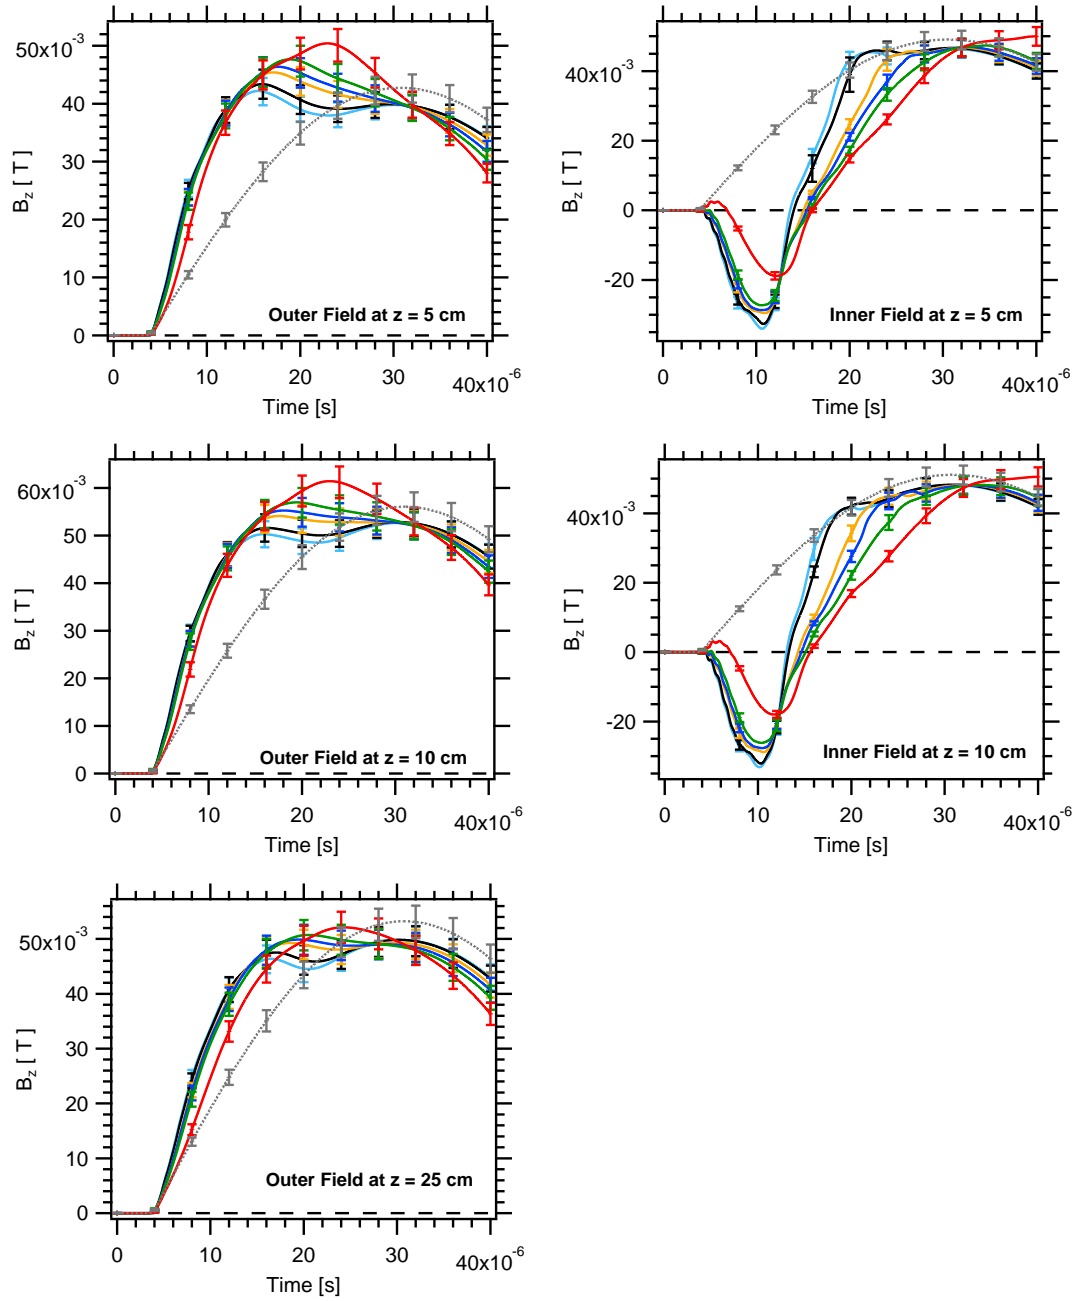 50x10-3
40
30
20
10
0
Bz [ T ]
Outer Field at z = 5 cm
0 10 20 30 40x10-6
Time [s]
40x10-3
20
0
-20
Bz [ T ]
Inner Field at z = 5 cm
0 10 20 30 40x10-6
Time [s]
60x10-3
50
40
30
20
10
0
Bz [ T ]
Outer Field at z = 10 cm
0 10 20 30 40x10-6
Time [s]
40x10-3
20
0
-20
Bz [ T ]
Inner Field at z = 10 cm
0 10 20 30 40x10-6
Time [s]
50x10-3
40
30
20
10
0
Bz [ T ]
Outer Field at z = 25 cm
0 10 20 30 40x10-6
Time [s]